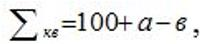 ∑ кв =100+ а – в ,